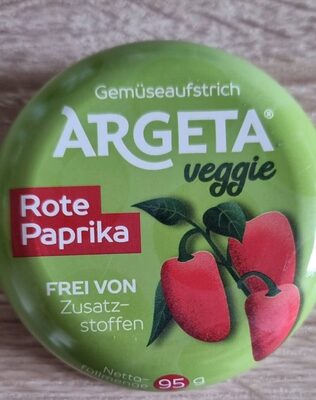 Gemüseaufstrich
ARGETA®
veggie
Rote
Paprika
FREI VON
Zusatz-
stoffen
Netto-
füllmenge 95 g